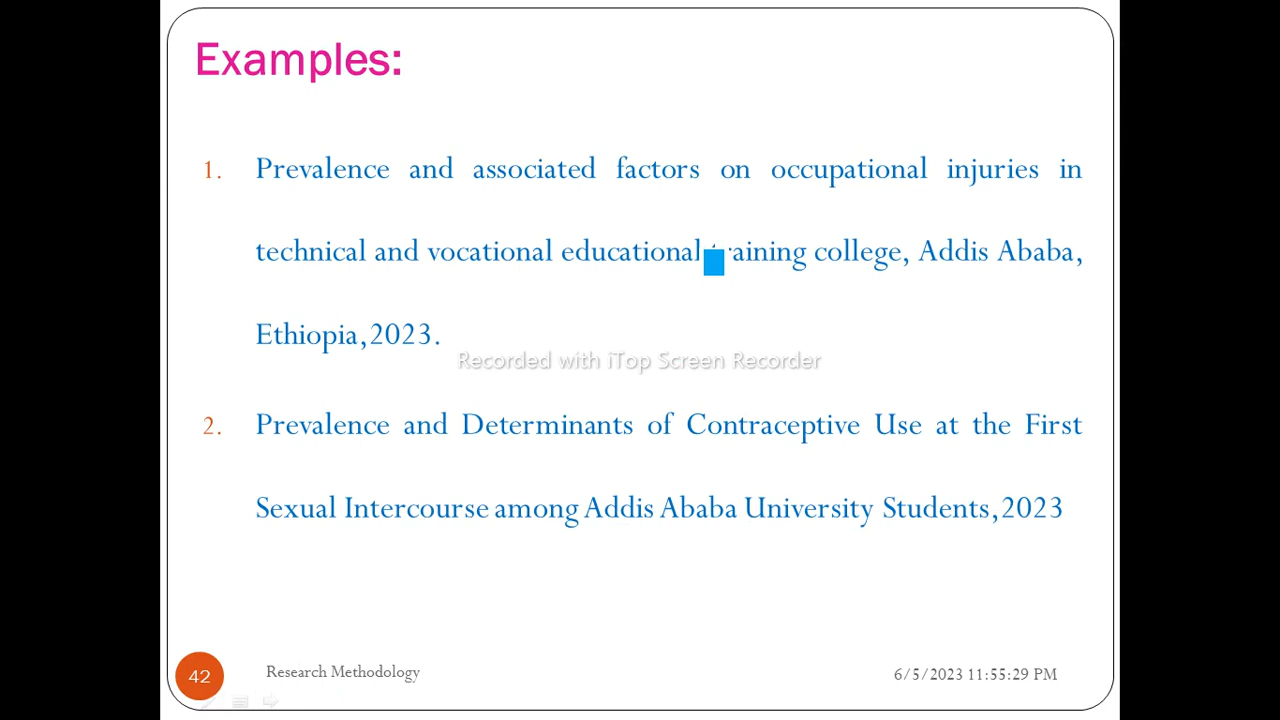 Examples:
1. Prevalence and associated factors on occupational injuries in
technical and vocational educational training college, Addis Ababa,
Ethiopia,2023.
Recorded with iTop Screen Recorder
2. Prevalence and Determinants of Contraceptive Use at the First
Sexual Intercourse among Addis Ababa University Students,2023
42 Research Methodology 6/5/2023 11:55:29 PM